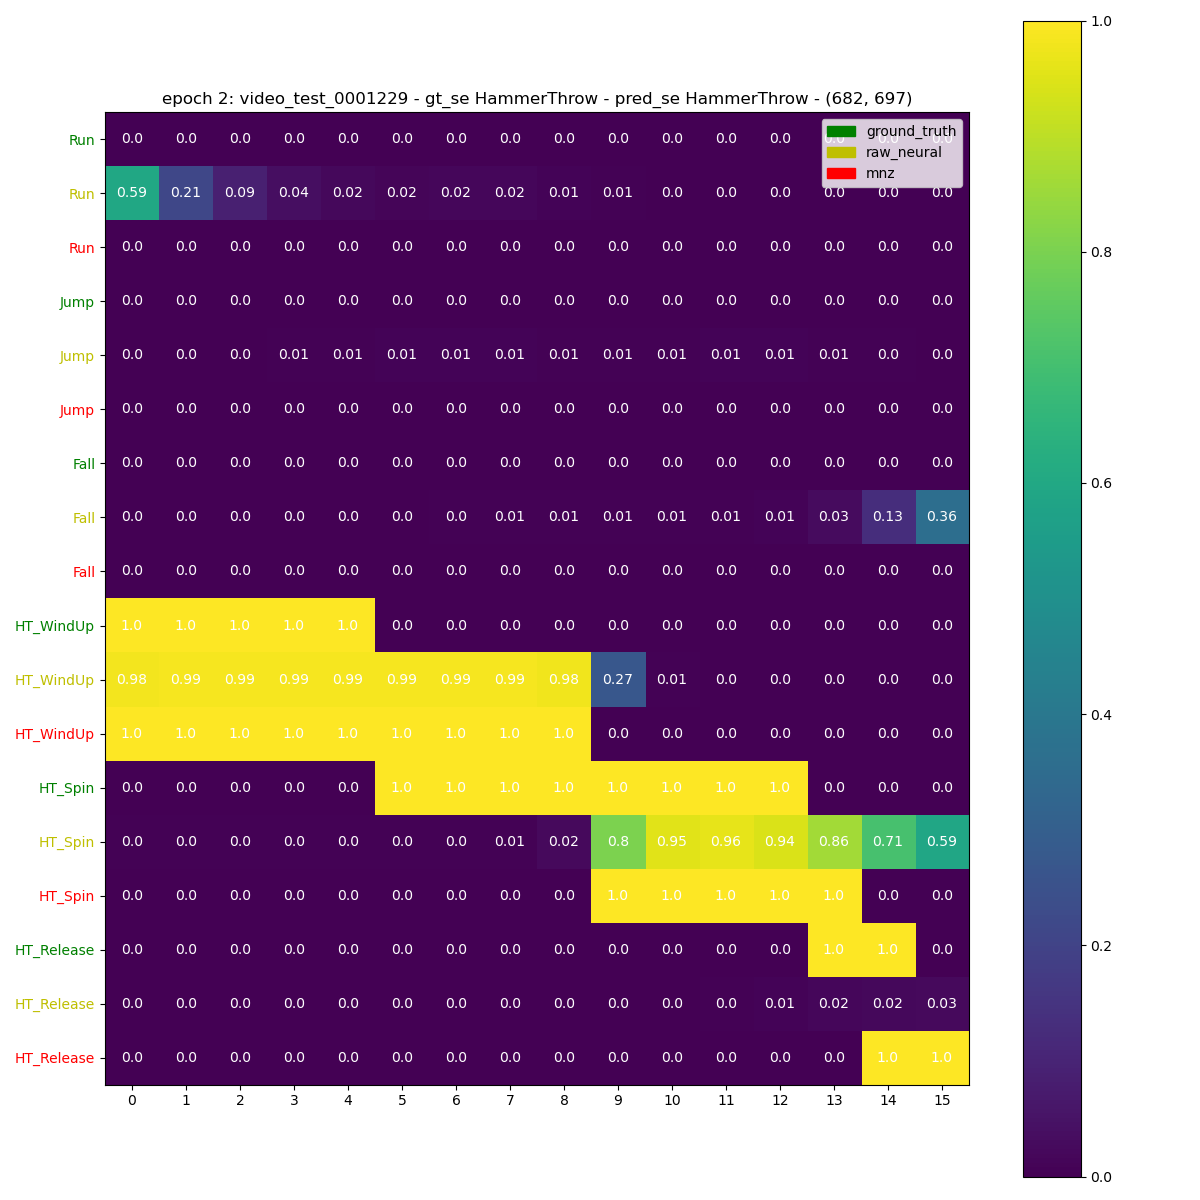 epoch 2: video_test_0001229 - gt_se HammerThrow - pred_se HammerThrow - (682, 697)
ground_truth
raw_neural
mnz
Run 0.0 0.0 0.0 0.0 0.0 0.0 0.0 0.0 0.0 0.0 0.0 0.0 0.0 0.0 0.0 0.0
Run 0.59 0.21 0.09 0.04 0.02 0.02 0.02 0.02 0.01 0.01 0.0 0.0 0.0 0.0 0.0 0.0
Run 0.0 0.0 0.0 0.0 0.0 0.0 0.0 0.0 0.0 0.0 0.0 0.0 0.0 0.0 0.0 0.0
Jump 0.0 0.0 0.0 0.0 0.0 0.0 0.0 0.0 0.0 0.0 0.0 0.0 0.0 0.0 0.0 0.0
Jump 0.0 0.0 0.0 0.01 0.01 0.01 0.01 0.01 0.01 0.01 0.01 0.01 0.01 0.01 0.0 0.0
Jump 0.0 0.0 0.0 0.0 0.0 0.0 0.0 0.0 0.0 0.0 0.0 0.0 0.0 0.0 0.0 0.0
Fall 0.0 0.0 0.0 0.0 0.0 0.0 0.0 0.0 0.0 0.0 0.0 0.0 0.0 0.0 0.0 0.0
Fall 0.0 0.0 0.0 0.0 0.0 0.0 0.0 0.01 0.01 0.01 0.01 0.01 0.01 0.03 0.13 0.36
Fall 0.0 0.0 0.0 0.0 0.0 0.0 0.0 0.0 0.0 0.0 0.0 0.0 0.0 0.0 0.0 0.0
HT_WindUp 1.0 1.0 1.0 1.0 1.0 0.0 0.0 0.0 0.0 0.0 0.0 0.0 0.0 0.0 0.0 0.0
HT_WindUp 0.98 0.99 0.99 0.99 0.99 0.99 0.99 0.99 0.98 0.27 0.01 0.0 0.0 0.0 0.0 0.0
HT_WindUp 1.0 1.0 1.0 1.0 1.0 1.0 1.0 1.0 1.0 0.0 0.0 0.0 0.0 0.0 0.0 0.0
HT_Spin 0.0 0.0 0.0 0.0 0.0 1.0 1.0 1.0 1.0 1.0 1.0 1.0 1.0 0.0 0.0 0.0
HT_Spin 0.0 0.0 0.0 0.0 0.0 0.0 0.0 0.01 0.02 0.8 0.95 0.96 0.94 0.86 0.71 0.59
HT_Spin 0.0 0.0 0.0 0.0 0.0 0.0 0.0 0.0 0.0 1.0 1.0 1.0 1.0 1.0 0.0 0.0
HT_Release 0.0 0.0 0.0 0.0 0.0 0.0 0.0 0.0 0.0 0.0 0.0 0.0 0.0 1.0 1.0 0.0
HT_Release 0.0 0.0 0.0 0.0 0.0 0.0 0.0 0.0 0.0 0.0 0.0 0.0 0.01 0.02 0.02 0.03
HT_Release 0.0 0.0 0.0 0.0 0.0 0.0 0.0 0.0 0.0 0.0 0.0 0.0 0.0 0.0 1.0 1.0
0 1 2 3 4 5 6 7 8 9 10 11 12 13 14 15
1.0
0.8
0.6
0.4
0.2
0.0